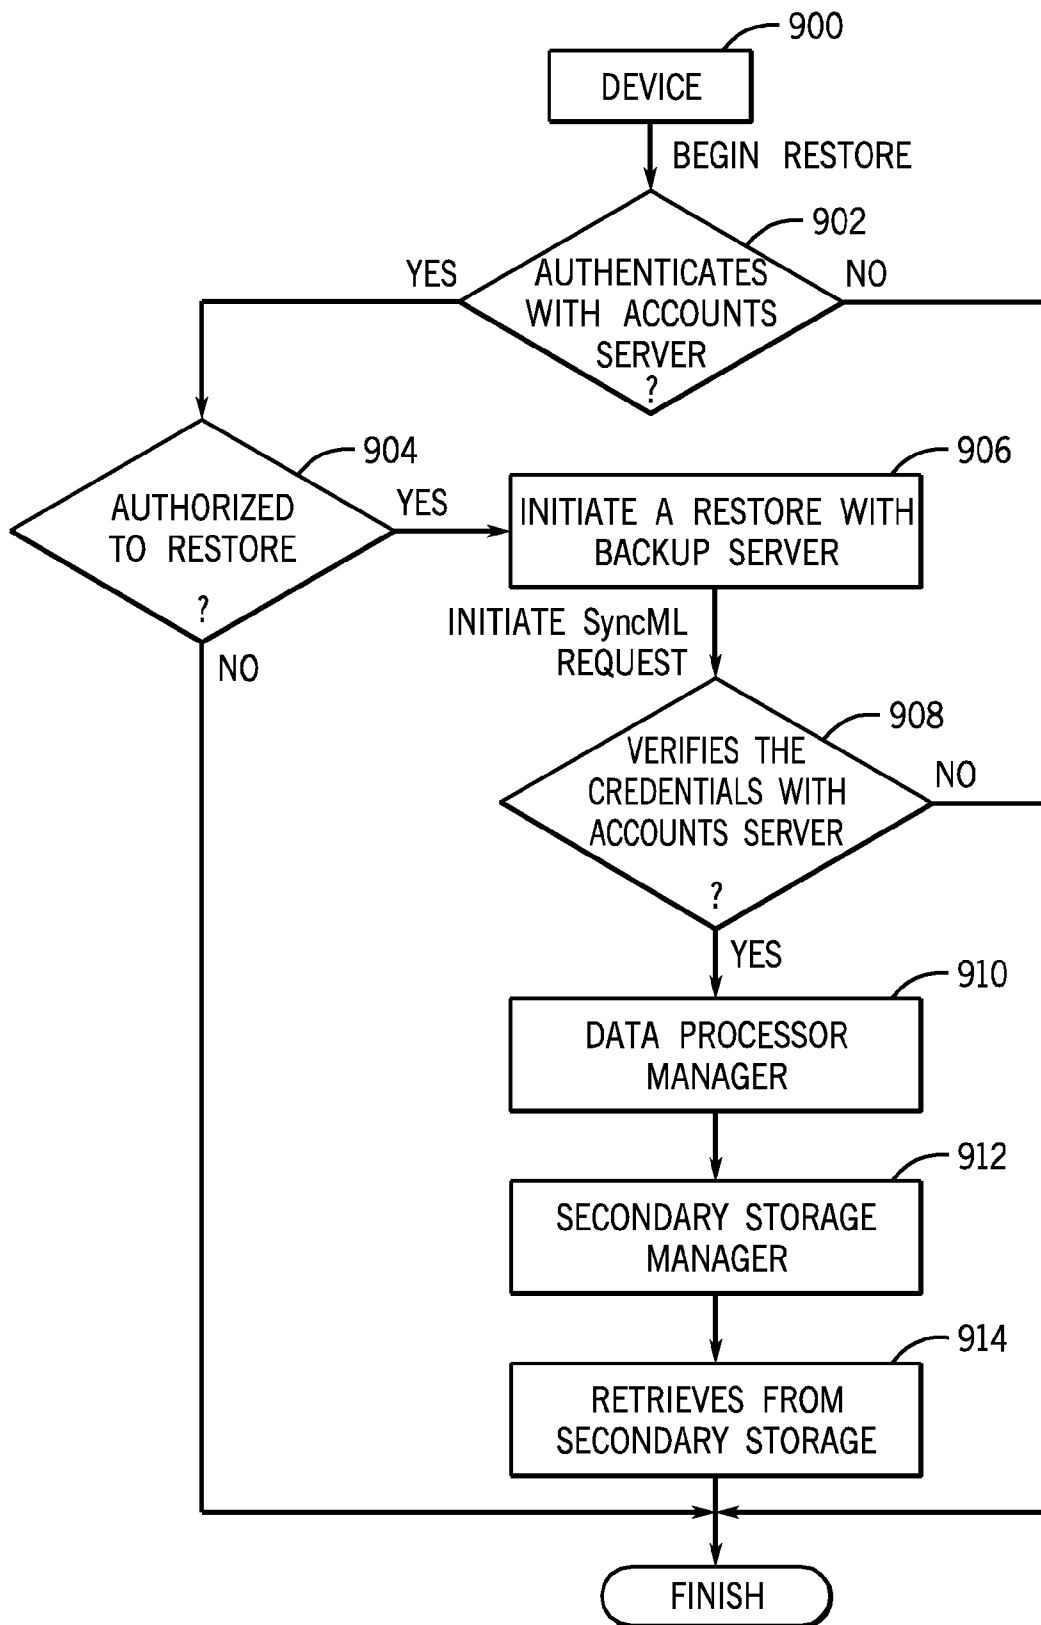 900
DEVICE
BEGIN RESTORE
902
YES
AUTHENTICATES
WITH ACCOUNTS
SERVER
?
NO
904
AUTHORIZED
TO RESTORE
?
YES
NO
906
INITIATE A RESTORE WITH
BACKUP SERVER
INITIATE SyncML
REQUEST
908
VERIFIES THE
CREDENTIALS WITH
ACCOUNTS SERVER
?
NO
YES
910
DATA PROCESSOR
MANAGER
912
SECONDARY STORAGE
MANAGER
914
RETRIEVES FROM
SECONDARY STORAGE
FINISH